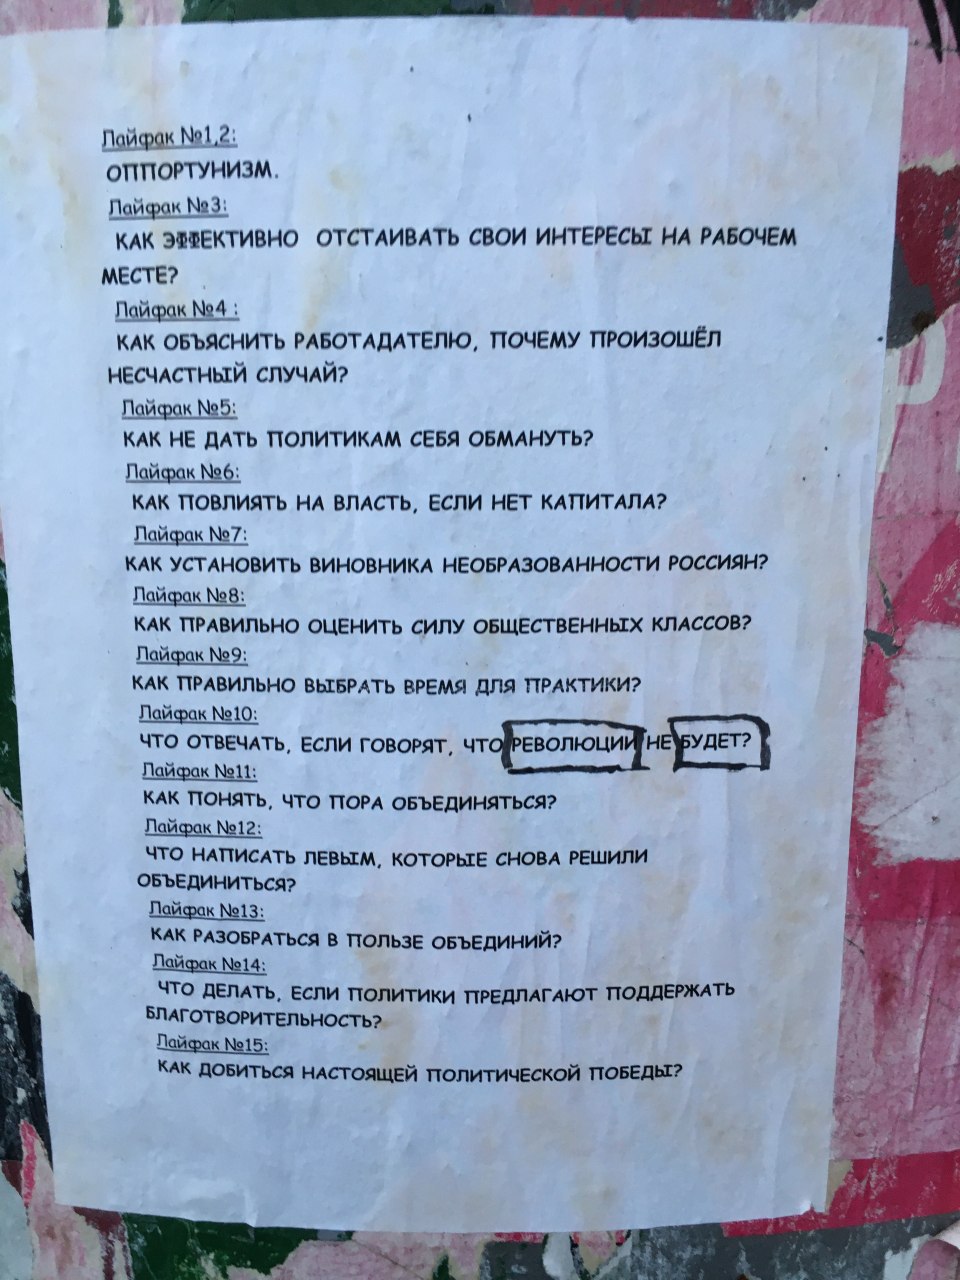 Лайфак №1,2:
ОППОРТУНИЗМ.
Лайфак №3:
КАК ЭФФЕКТИВНО ОТСТАИВАТЬ СВОИ ИНТЕРЕСЫ НА РАБОЧЕМ
МЕСТЕ?
Лайфак №4 :
КАК ОБЪЯСНИТЬ РАБОТАДАТЕЛЮ, ПОЧЕМУ ПРОИЗОШЁЛ
НЕСЧАСТНЫЙ СЛУЧАЙ?
Лайфак №5:
КАК НЕ ДАТЬ ПОЛИТИКАМ СЕБЯ ОБМАНУТЬ?
Лайфак №6:
КАК ПОВЛИЯТЬ НА ВЛАСТЬ, ЕСЛИ НЕТ КАПИТАЛА?
Лайфак №7:
КАК УСТАНОВИТЬ ВИНОВНИКА НЕОБРАЗОВАННОСТИ РОССИЯН?
Лайфак №8:
КАК ПРАВИЛЬНО ОЦЕНИТЬ СИЛУ ОБЩЕСТВЕННЫХ КЛАССОВ?
Лайфак №9:
КАК ПРАВИЛЬНО ВЫБРАТЬ ВРЕМЯ ДЛЯ ПРАКТИКИ?
Лайфак №10:
ЧТО ОТВЕЧАТЬ, ЕСЛИ ГОВОРЯТ, ЧТО РЕВОЛЮЦИИ НЕ БУДЕТ?
Лайфак №11:
КАК ПОНЯТЬ, ЧТО ПОРА ОБЪЕДИНЯТЬСЯ?
Лайфак №12:
ЧТО НАПИСАТЬ ЛЕВЫМ, КОТОРЫЕ СНОВА РЕШИЛИ
ОБЪЕДИНИТЬСЯ?
Лайфак №13:
КАК РАЗОБРАТЬСЯ В ПОЛЬЗЕ ОБЪЕДИНИЙ?
Лайфак №14:
ЧТО ДЕЛАТЬ, ЕСЛИ ПОЛИТИКИ ПРЕДЛАГАЮТ ПОДДЕРЖАТЬ
БЛАГОТВОРИТЕЛЬНОСТЬ?
Лайфак №15:
КАК ДОБИТЬСЯ НАСТОЯЩЕЙ ПОЛИТИЧЕСКОЙ ПОБЕДЫ?